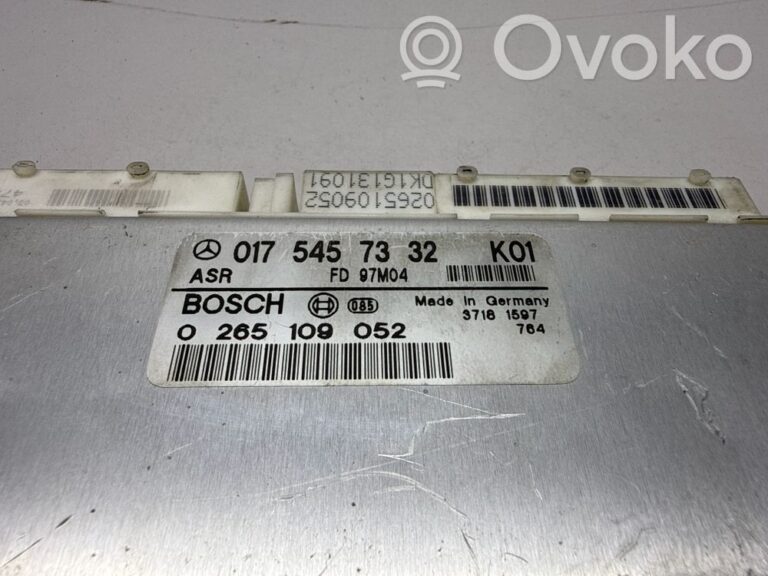 Ovoko
0265109052
DK1G131091
017 545 73 32 K01
ASR FD 97M04
BOSCH 085 Made in Germany
3718 1597
0 265 109 052 764